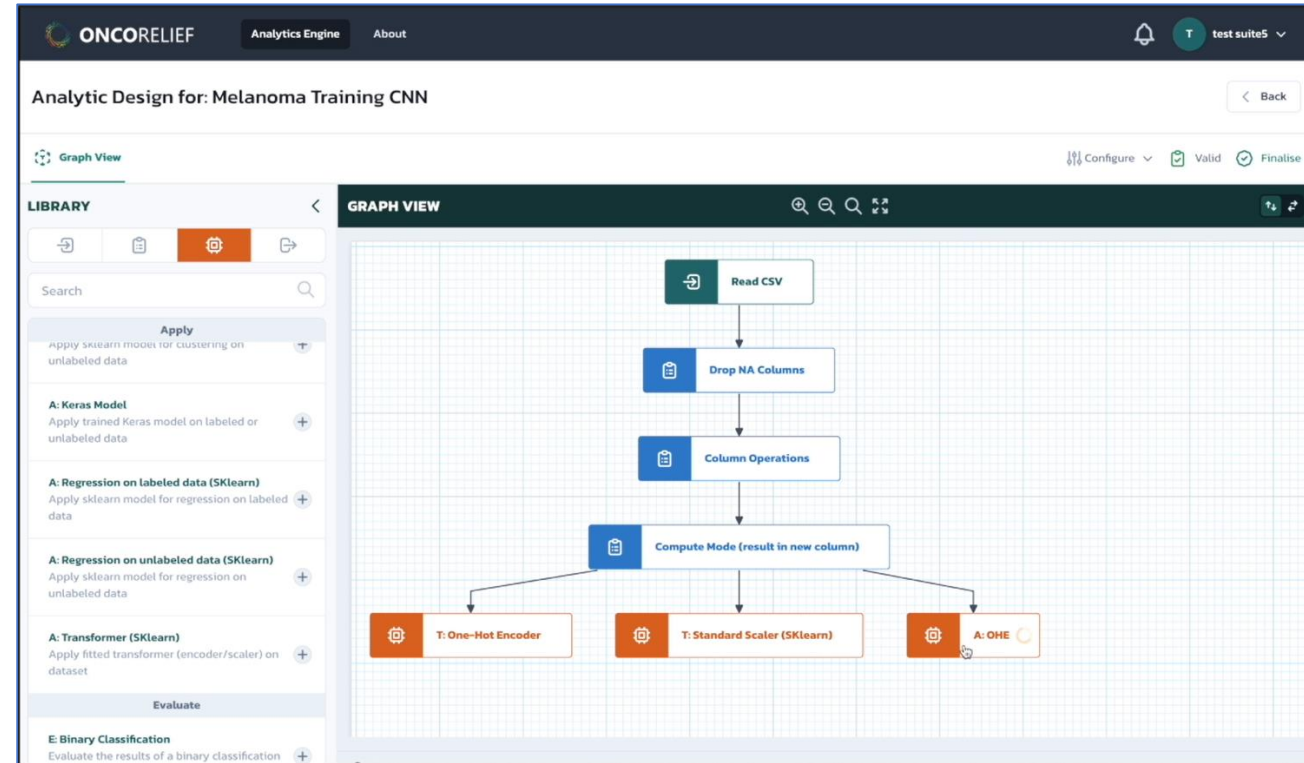 ONCORELIEF
Analytics Engine
About
T
test suite5
Analytic Design for: Melanoma Training CNN
Back
Graph View
Configure
Valid
Finalise
LIBRARY
GRAPH VIEW
Search
Apply
Apply sklearn model for clustering on
unlabeled data
A: Keras Model
Apply trained Keras model on labeled or
unlabeled data
A: Regression on labeled data (SKlearn)
Apply sklearn model for regression on labeled
data
A: Regression on unlabeled data (SKlearn)
Apply sklearn model for regression on
unlabeled data
A: Transformer (SKlearn)
Apply fitted transformer (encoder/scaler) on
dataset
Evaluate
E: Binary Classification
Evaluate the results of a binary classification
Read CSV
Drop NA Columns
Column Operations
Compute Mode (result in new column)
T: One-Hot Encoder
T: Standard Scaler (SKlearn)
A: OHE